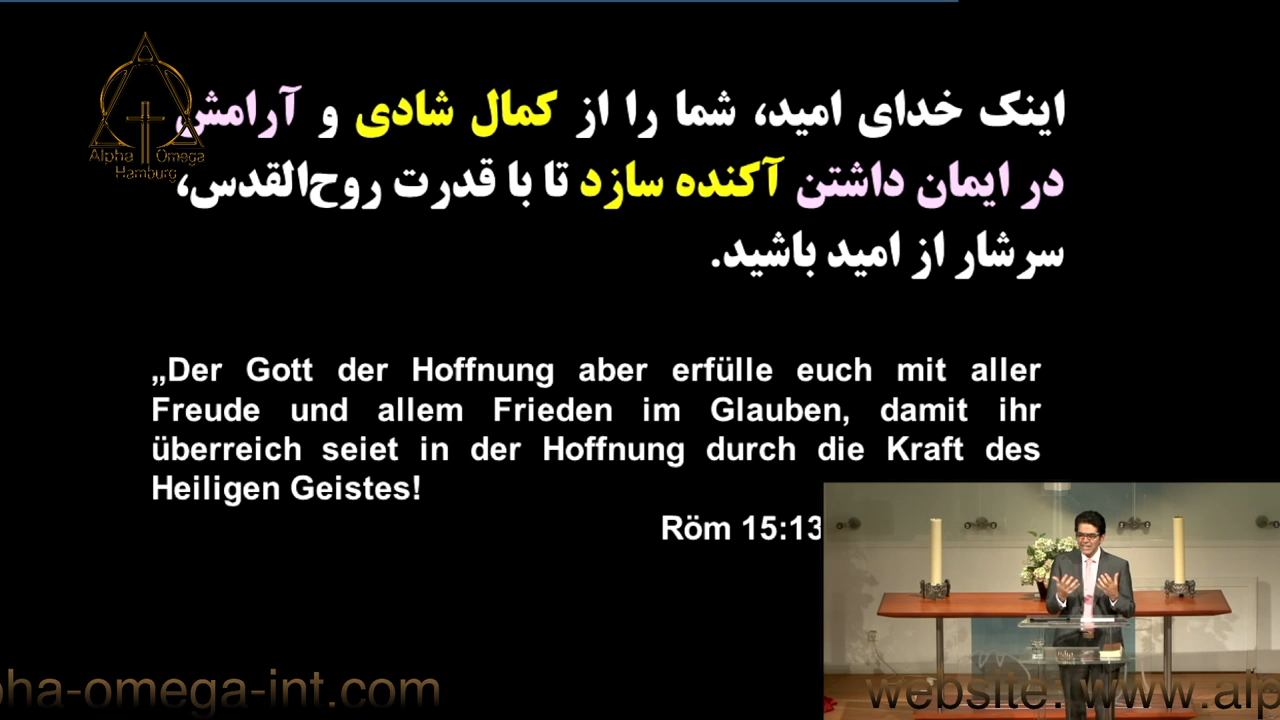 Alpha Omega
Hamburg
اینک خدای امید، شما را از کمال شادی و آرامش
در ایمان داشتن آکنده سازد تا با قدرت روح‌القدس،
سرشار از امید باشید.
„Der Gott der Hoffnung aber erfülle euch mit aller
Freude und allem Frieden im Glauben, damit ihr
überreich seiet in der Hoffnung durch die Kraft des
Heiligen Geistes!
Röm 15:13
pha-omega-int.com
website: www.alp